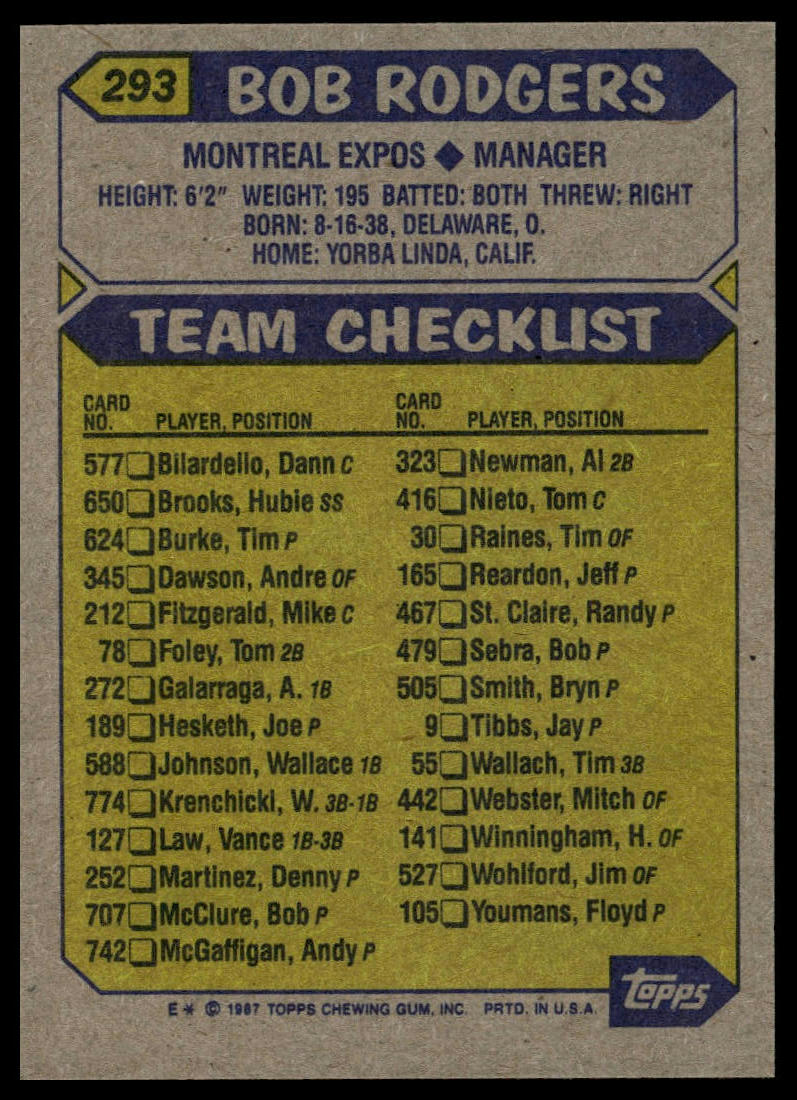 293 BOB RODGERS
MONTREAL EXPOS ◆ MANAGER
HEIGHT: 6'2" WEIGHT: 195 BATTED: BOTH THREW: RIGHT
BORN: 8-16-38, DELAWARE, O.
HOME: YORBA LINDA, CALIF.
TEAM CHECKLIST
CARD NO. PLAYER, POSITION
577 Bilardello, Dann C
650 Brooks, Hubie SS
624 Burke, Tim P
345 Dawson, Andre OF
212 Fitzgerald, Mike C
78 Foley, Tom 2B
272 Galarraga, A. 1B
189 Hesketh, Joe P
588 Johnson, Wallace 1B
774 Krenchicki, W. 3B-1B
127 Law, Vance 1B-3B
252 Martinez, Denny P
707 McClure, Bob P
742 McGaffigan, Andy P
CARD NO. PLAYER, POSITION
323 Newman, Al 2B
416 Nieto, Tom C
30 Raines, Tim OF
165 Reardon, Jeff P
467 St. Claire, Randy P
479 Sebra, Bob P
505 Smith, Bryn P
9 Tibbs, Jay P
55 Wallach, Tim 3B
442 Webster, Mitch OF
141 Winningham, H. OF
527 Wohlford, Jim OF
105 Youmans, Floyd P
E * © 1987 TOPPS CHEWING GUM, INC. PRTD. IN U.S.A.
Topps